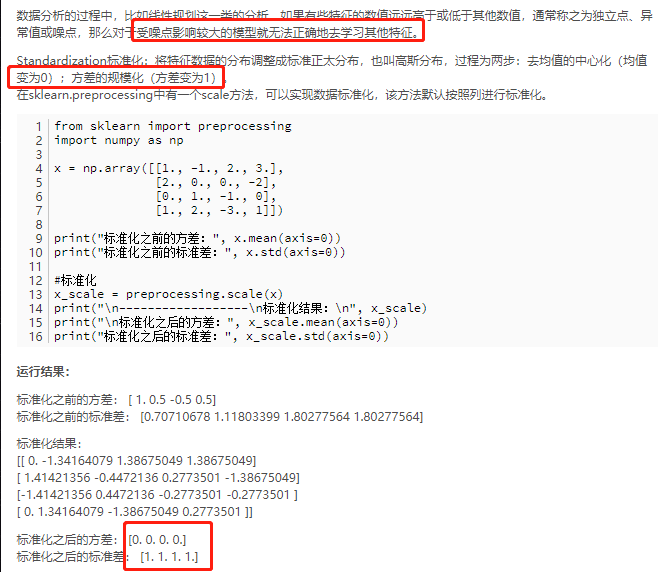 数据分析的过程中，比如线性规划这一类的分析，如果有些特征的数值远远高于或低于其他数值，通常称之为独立点、异
常值或噪点，那么对于受噪点影响较大的模型就无法正确地去学习其他特征。
Standardization标准化：将特征数据的分布调整成标准正太分布，也叫高斯分布，过程为两步：去均值的中心化（均值
变为0）；方差的规模化（方差变为1）
在sklearn.preprocessing中有一个scale方法，可以实现数据标准化，该方法默认按照列进行标准化。
1 from sklearn import preprocessing
2 import numpy as np
3
4 x = np.array([[1., -1., 2., 3.],
5 [2., 0., 0., -2],
6 [0., 1., -1., 0],
7 [1., 2., -3., 1]])
8
9 print("标准化之前的方差：", x.mean(axis=0))
10 print("标准化之前的标准差：", x.std(axis=0))
11
12 #标准化
13 x_scale = preprocessing.scale(x)
14 print("\n------------------\n标准化结果：\n", x_scale)
15 print("\n标准化之后的方差：", x_scale.mean(axis=0))
16 print("标准化之后的标准差：", x_scale.std(axis=0))
运行结果：
标准化之前的方差： [ 1. 0.5 -0.5 0.5]
标准化之前的标准差： [0.70710678 1.11803399 1.80277564 1.80277564]
标准化结果：
[[ 0. -1.34164079 1.38675049 1.38675049]
[ 1.41421356 -0.4472136 0.2773501 -1.38675049]
[-1.41421356 0.4472136 -0.2773501 -0.2773501 ]
[ 0. 1.34164079 -1.38675049 0.2773501 ]]
标准化之后的方差： [0. 0. 0. 0.]
标准化之后的标准差： [1. 1. 1. 1.]